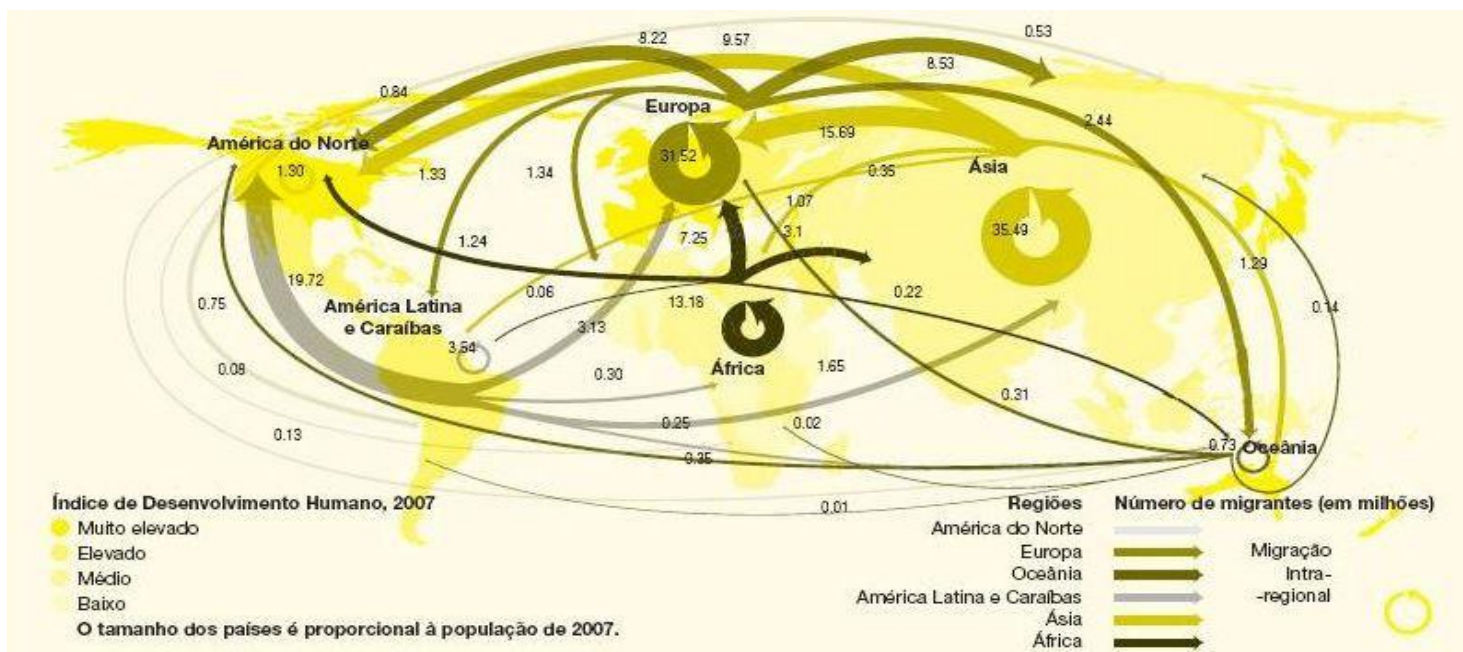 8.22
9.57
0.53
8.53
0.84
Europa
2.44
América do Norte
15.69
31.52
Ásia
1.30
1.33
1.34
0.35
1.07
7.25
3.1
35.49
1.24
1.29
19.72
0.06
0.22
0.75
América Latina
e Caraíbas
13.18
0.14
3.13
3.54
África
1.65
0.08
0.30
0.31
0.25
0.02
0.13
0.35
0.73
Oceânia
0.01
Índice de Desenvolvimento Humano, 2007
Muito elevado
Elevado
Médio
Baixo
O tamanho dos países é proporcional à população de 2007.
Regiões
Número de migrantes (em milhões)
América do Norte
Europa
Oceânia
América Latina e Caraíbas
Ásia
África
Migração
Intra-
-regional